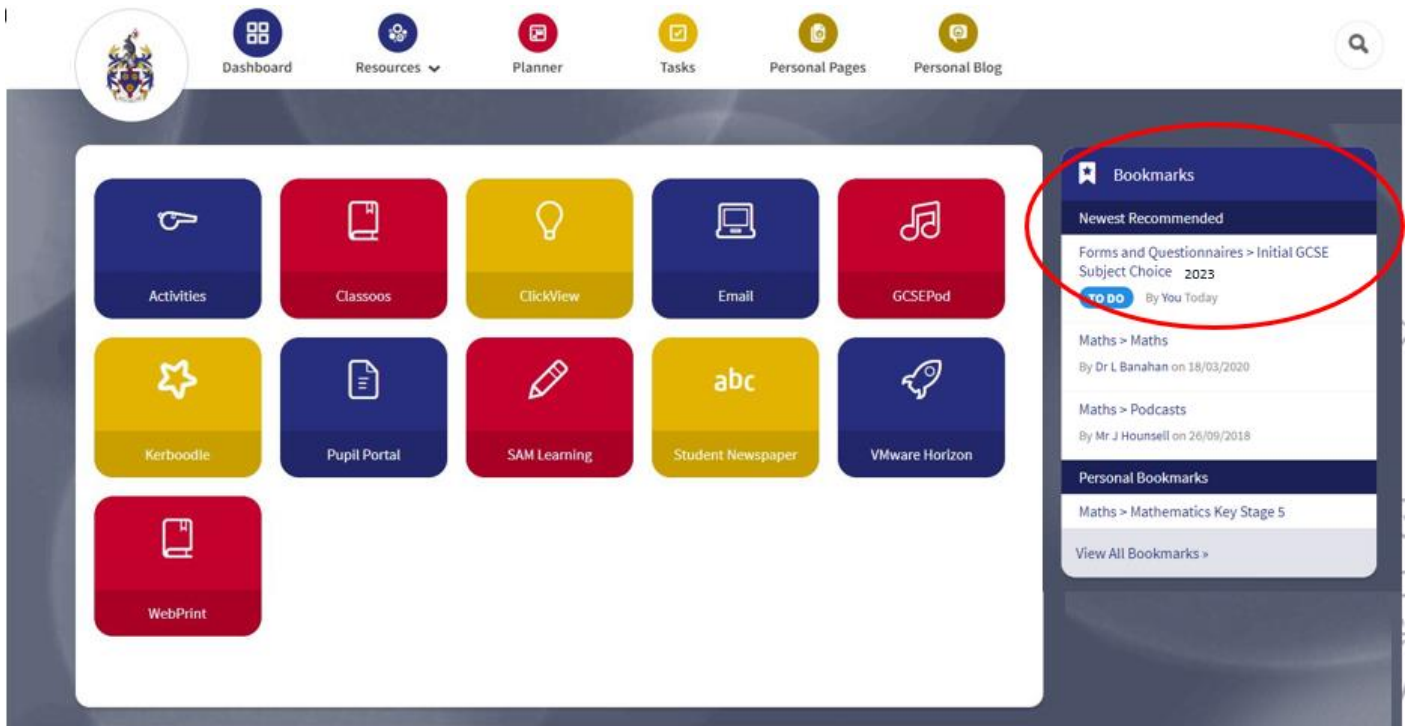 Dashboard
Resources
Planner
Tasks
Personal Pages
Personal Blog
Activities
Classoos
ClickView
Email
GCSEPod
Kerboodle
Pupil Portal
SAM Learning
abc
Student Newspaper
VMware Horizon
WebPrint
Bookmarks
Newest Recommended
Forms and Questionnaires > Initial GCSE
Subject Choice 2023
TO DO By You Today
Maths > Maths
By Dr L Banahan on 18/03/2020
Maths > Podcasts
By Mr J Hounsell on 26/09/2018
Personal Bookmarks
Maths > Mathematics Key Stage 5
View All Bookmarks »